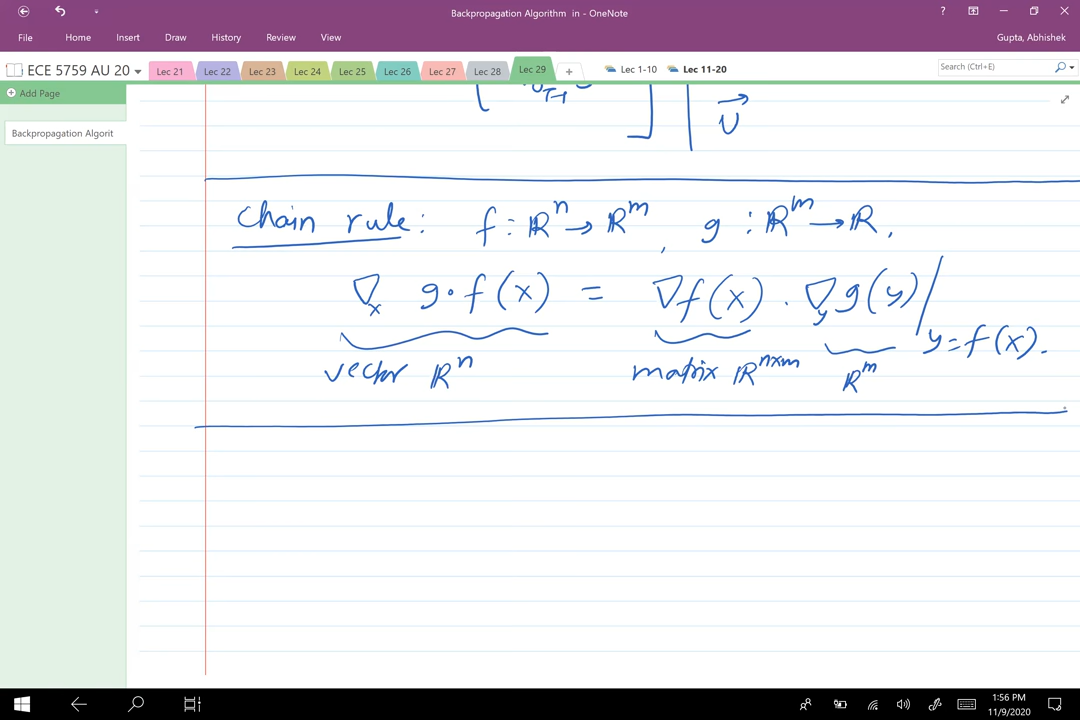 Backpropagation Algorithm in - OneNote
File Home Insert Draw History Review View
Gupta, Abhishek
ECE 5759 AU 20
Lec 21 Lec 22 Lec 23 Lec 24 Lec 25 Lec 26 Lec 27 Lec 28 Lec 29 + Lec 1-10 Lec 11-20
Search (Ctrl+E)
Add Page
Backpropagation Algorit
Chain rule: f : ℝⁿ → ℝᵐ, g : ℝᵐ → ℝ,
∇ₓ g∘f(x) = ∇f(x) · ∇_y g(y) |
y = f(x).
vector ℝⁿ matrix ℝⁿˣᵐ ℝᵐ
1:56 PM
11/9/2020